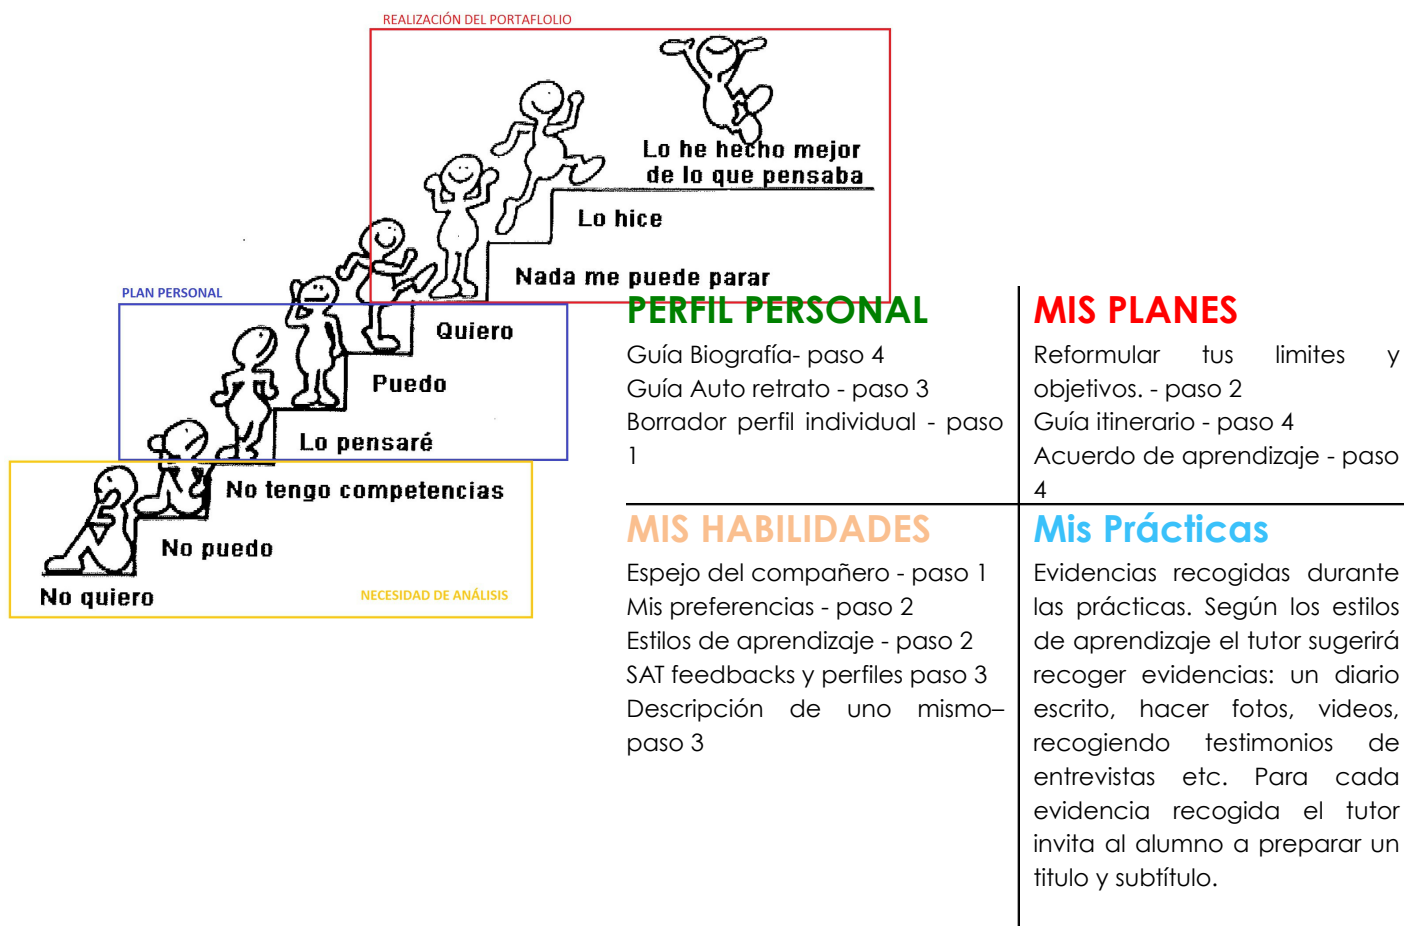 REALIZACIÓN DEL PORTAFLOLIO
Lo he hecho mejor
de lo que pensaba
Lo hice
Nada me puede parar
PLAN PERSONAL
Quiero
Puedo
Lo pensaré
No tengo competencias
No puedo
No quiero
NECESIDAD DE ANÁLISIS
PERFIL PERSONAL
Guía Biografía- paso 4
Guía Auto retrato - paso 3
Borrador perfil individual - paso
1
MIS PLANES
Reformular tus limites y
objetivos. - paso 2
Guía itinerario - paso 4
Acuerdo de aprendizaje - paso
4
MIS HABILIDADES
Espejo del compañero - paso 1
Mis preferencias - paso 2
Estilos de aprendizaje - paso 2
SAT feedbacks y perfiles paso 3
Descripción de uno mismo–
paso 3
Mis Prácticas
Evidencias recogidas durante
las prácticas. Según los estilos
de aprendizaje el tutor sugerirá
recoger evidencias: un diario
escrito, hacer fotos, videos,
recogiendo testimonios de
entrevistas etc. Para cada
evidencia recogida el tutor
invita al alumno a preparar un
titulo y subtítulo.